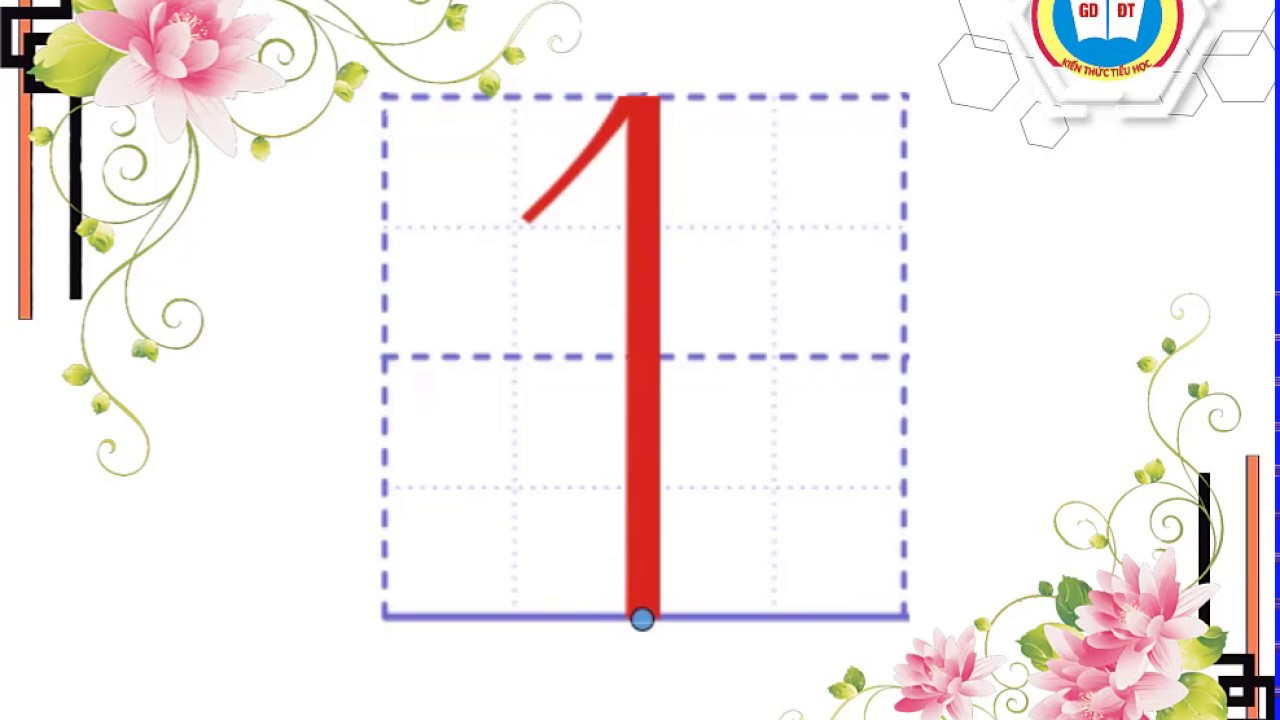 GD ĐT
KIẾN THỨC TIỂU HỌC
1